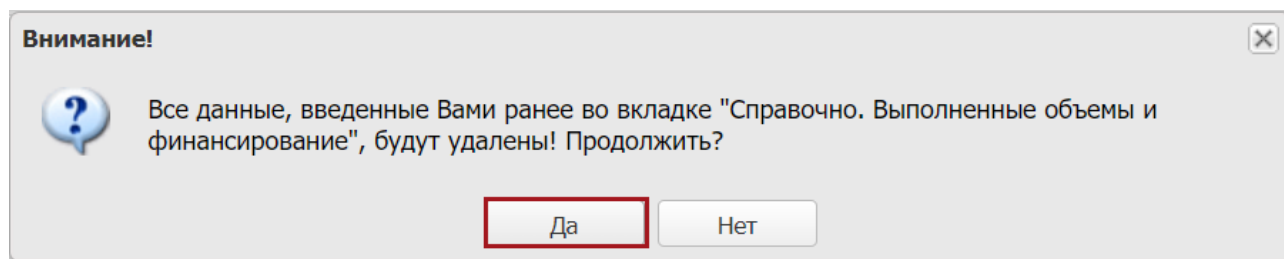 Внимание!
Все данные, введенные Вами ранее во вкладке "Справочно. Выполненные объемы и
финансирование", будут удалены! Продолжить?
Да Нет